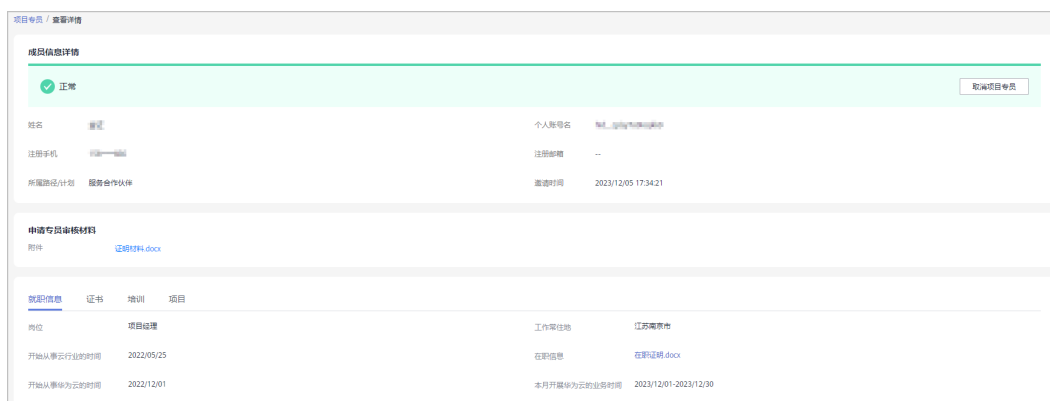 项目专员 / 查看详情
成员信息详情
正常 取消项目专员
姓名 个人账号名
注册手机 注册邮箱 --
所属路径/计划 服务合作伙伴 邀请时间 2023/12/05 17:34:21
申请专员审核材料
附件 证明材料.docx
就职信息 证书 培训 项目
岗位 项目经理 工作常住地 江苏南京市
开始从事云行业的时间 2022/05/25 在职信息 在职证明.docx
开始从事华为云的时间 2022/12/01 本月开展华为云的业务时间 2023/12/01-2023/12/30